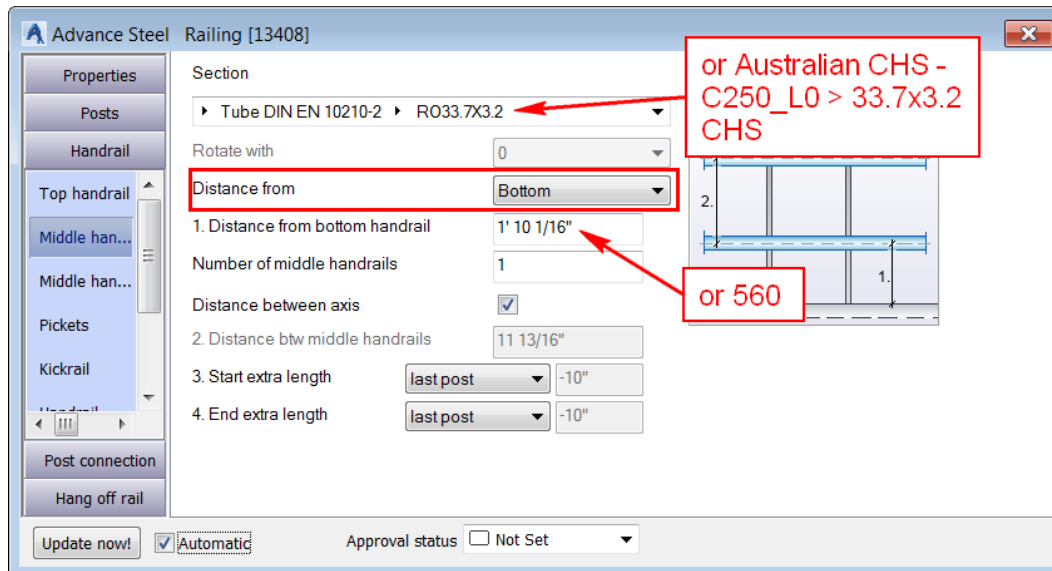 Advance Steel Railing [13408]
Properties
Posts
Handrail
Top handrail
Middle han...
Middle han...
Pickets
Kickrail
Post connection
Hang off rail
Section
Tube DIN EN 10210-2 RO33.7X3.2
Rotate with 0
Distance from Bottom
1. Distance from bottom handrail 1' 10 1/16"
Number of middle handrails 1
Distance between axis
2. Distance btw middle handrails 11 13/16"
3. Start extra length last post -10"
4. End extra length last post -10"
or Australian CHS -
C250_L0 > 33.7x3.2
CHS
2.
1.
or 560
Update now! Automatic Approval status Not Set